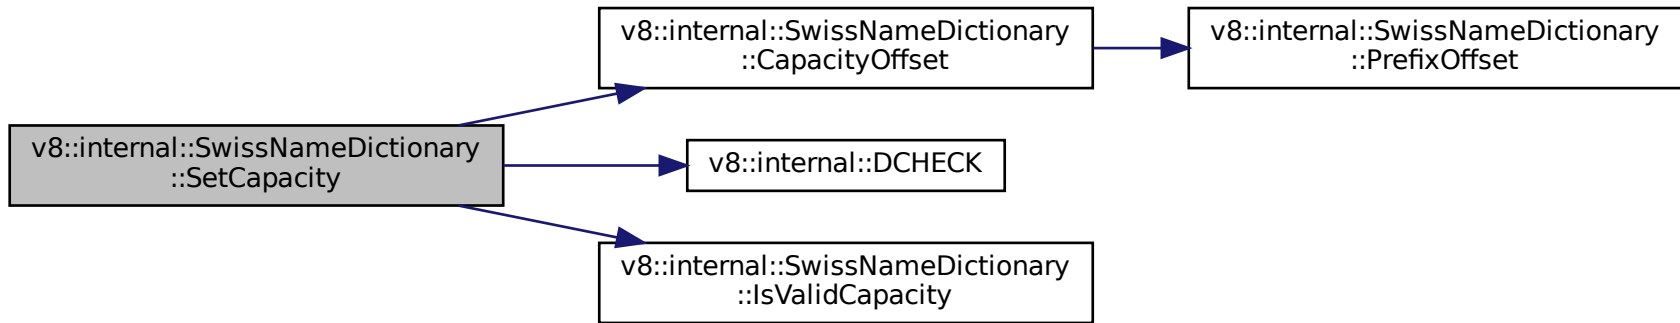 v8::internal::SwissNameDictionary
::SetCapacity
v8::internal::SwissNameDictionary
::CapacityOffset
v8::internal::SwissNameDictionary
::PrefixOffset
v8::internal::DCHECK
v8::internal::SwissNameDictionary
::IsValidCapacity